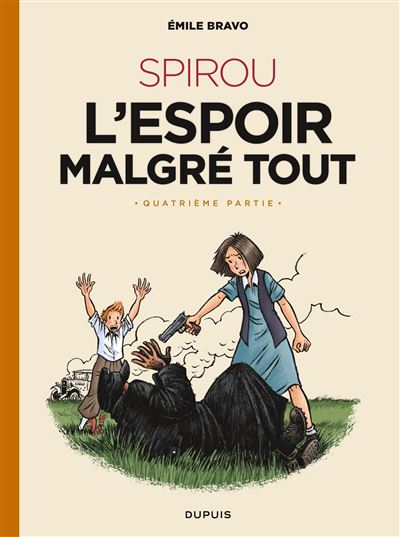 ÉMILE BRAVO
SPIROU
L'ESPOIR
MALGRÉ TOUT
• QUATRIÈME PARTIE •
DUPUIS